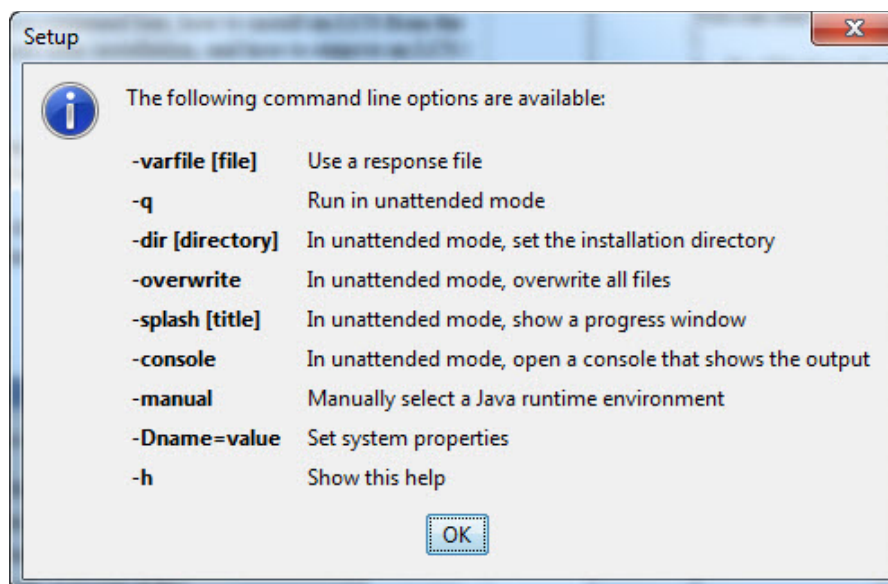 Setup
The following command line options are available:
-varfile [file] Use a response file
-q Run in unattended mode
-dir [directory] In unattended mode, set the installation directory
-overwrite In unattended mode, overwrite all files
-splash [title] In unattended mode, show a progress window
-console In unattended mode, open a console that shows the output
-manual Manually select a Java runtime environment
-Dname=value Set system properties
-h Show this help
OK